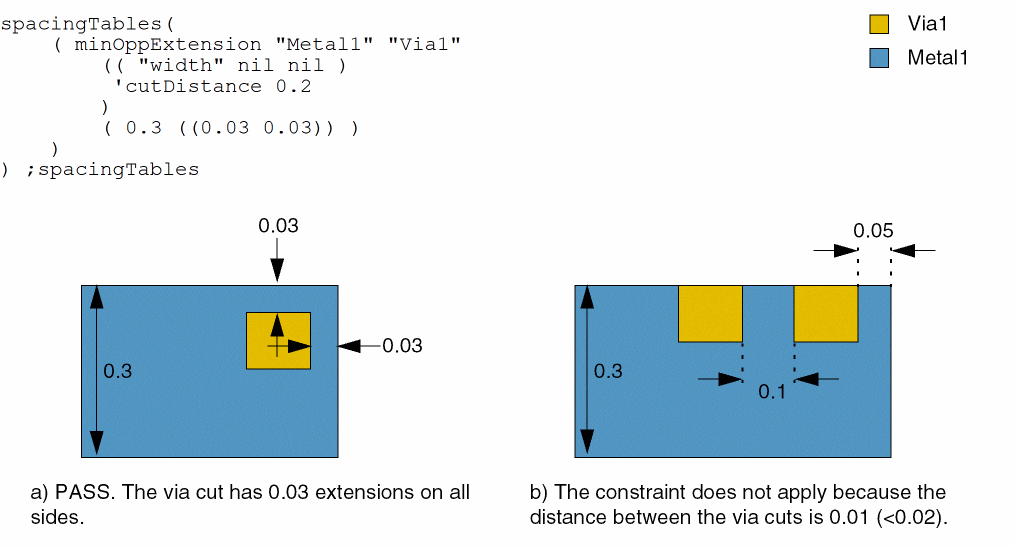 spacingTables(
( minOppExtension "Metal1" "Via1"
(( "width" nil nil )
'cutDistance 0.2
)
( 0.3 ((0.03 0.03)) )
)
) ;spacingTables
Via1
Metal1
0.03
0.03
0.3
a) PASS. The via cut has 0.03 extensions on all
sides.
0.05
0.3
0.1
b) The constraint does not apply because the
distance between the via cuts is 0.01 (<0.02).